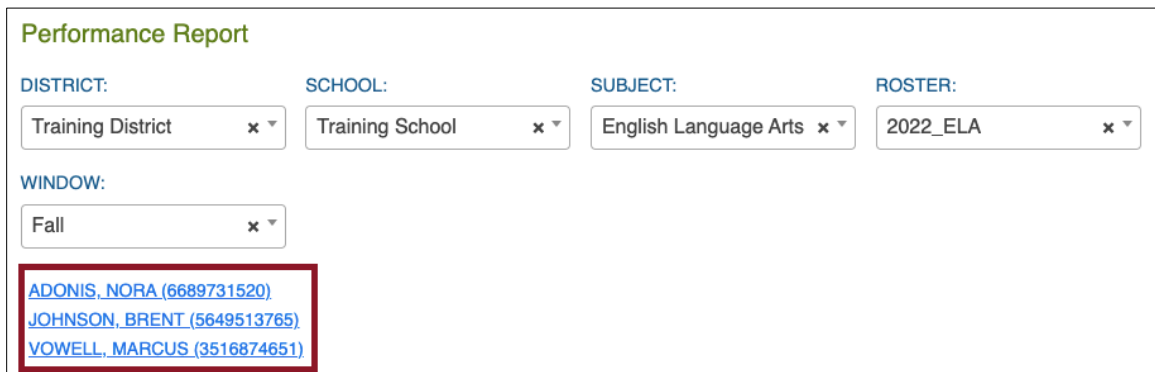 Performance Report
DISTRICT: SCHOOL: SUBJECT: ROSTER:
Training District × Training School × English Language Arts × 2022_ELA ×
WINDOW:
Fall ×
ADONIS, NORA (6689731520)
JOHNSON, BRENT (5649513765)
VOWELL, MARCUS (3516874651)